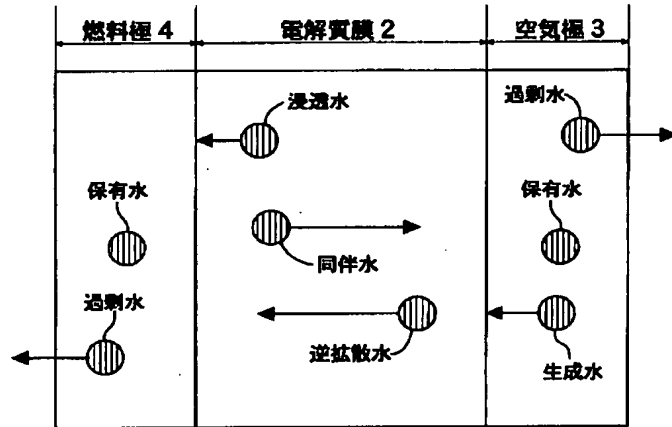 燃料極4 電解質膜2 空気極3
浸透水
過剰水
保有水
保有水
同伴水
過剰水
逆拡散水
生成水